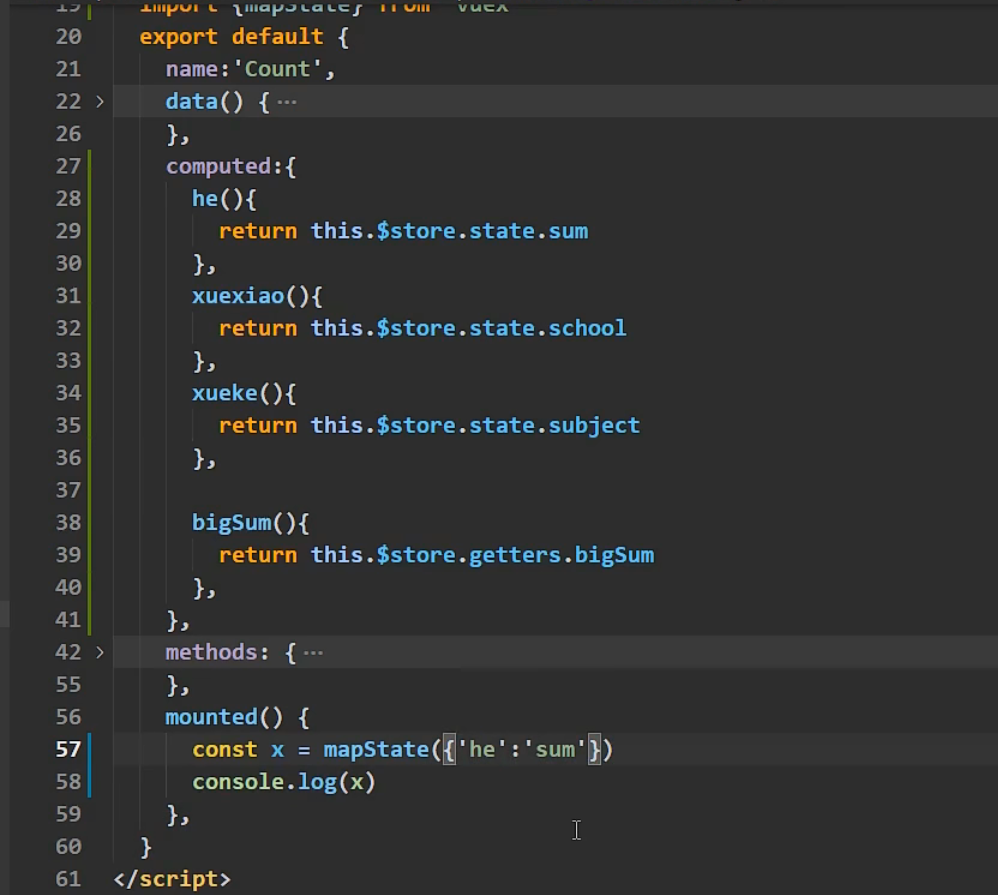 19 import {mapState} from 'vuex'
20 export default {
21 name:'Count',
22 > data() { ···
26 },
27 computed:{
28 he(){
29 return this.$store.state.sum
30 },
31 xuexiao(){
32 return this.$store.state.school
33 },
34 xueke(){
35 return this.$store.state.subject
36 },
37
38 bigSum(){
39 return this.$store.getters.bigSum
40 },
41 },
42 > methods: { ···
55 },
56 mounted() {
57 const x = mapState({'he':'sum'})
58 console.log(x)
59 },
60 }
61 </script>